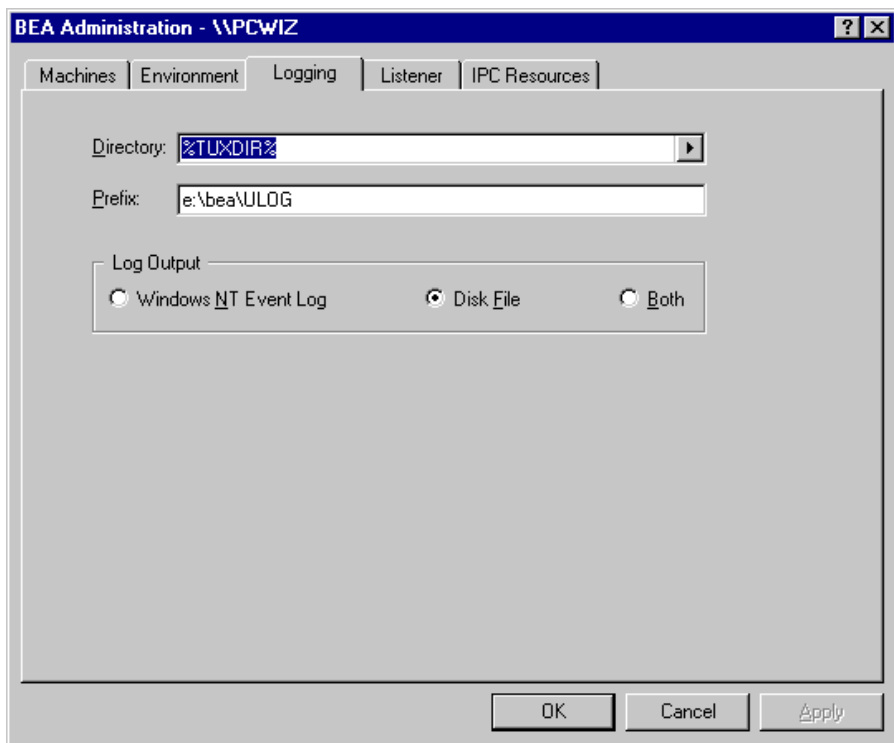 BEA Administration - \\PCWIZ
Machines Environment Logging Listener IPC Resources
Directory: %TUXDIR%
Prefix: e:\bea\ULOG
Log Output
Windows NT Event Log Disk File Both
OK Cancel Apply